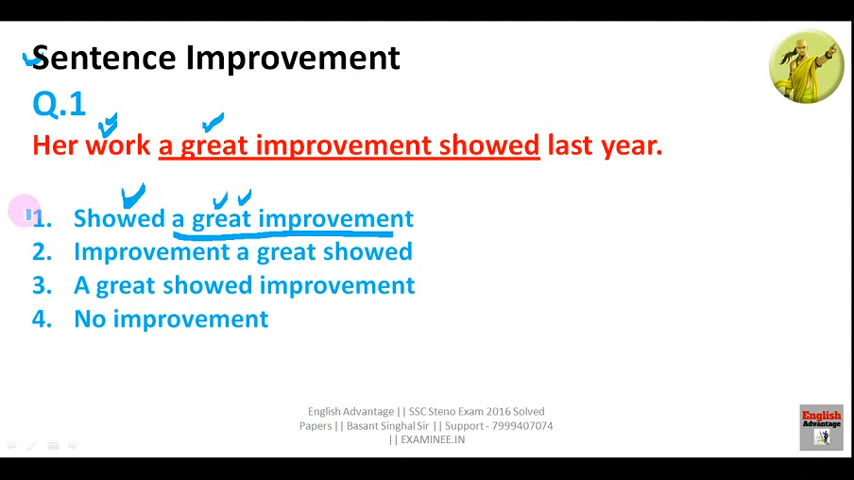 Sentence Improvement
Q.1
Her work a great improvement showed last year.
1. Showed a great improvement
2. Improvement a great showed
3. A great showed improvement
4. No improvement
English Advantage || SSC Steno Exam 2016 Solved
Papers || Basant Singhal Sir || Support - 7999407074
|| EXAMINEE.IN
English
Advantage